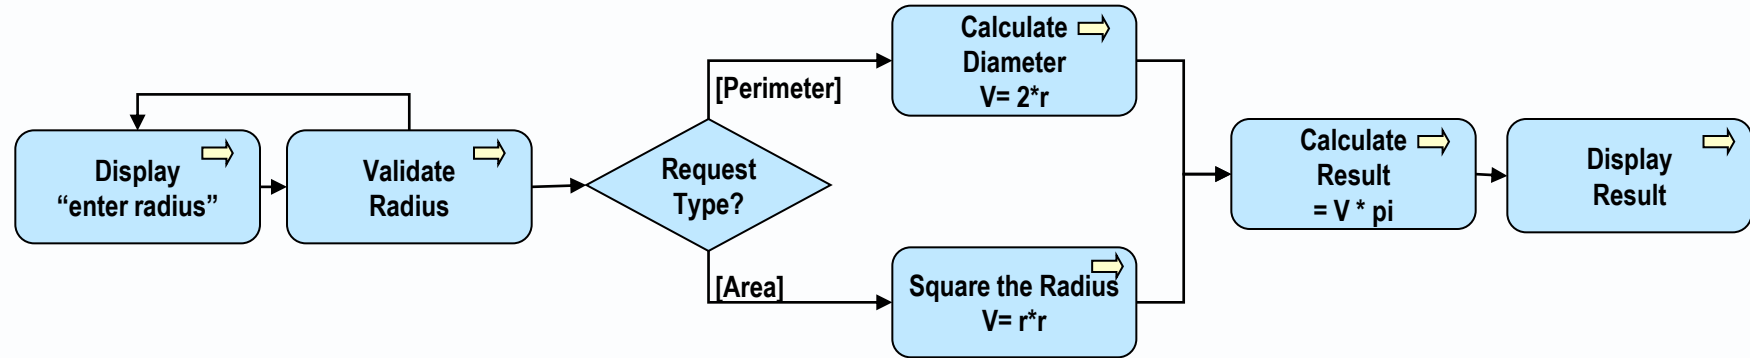 Display
“enter radius”
Validate
Radius
Request
Type?
[Perimeter]
Calculate
Diameter
V= 2*r
[Area]
Square the Radius
V= r*r
Calculate
Result
= V * pi
Display
Result